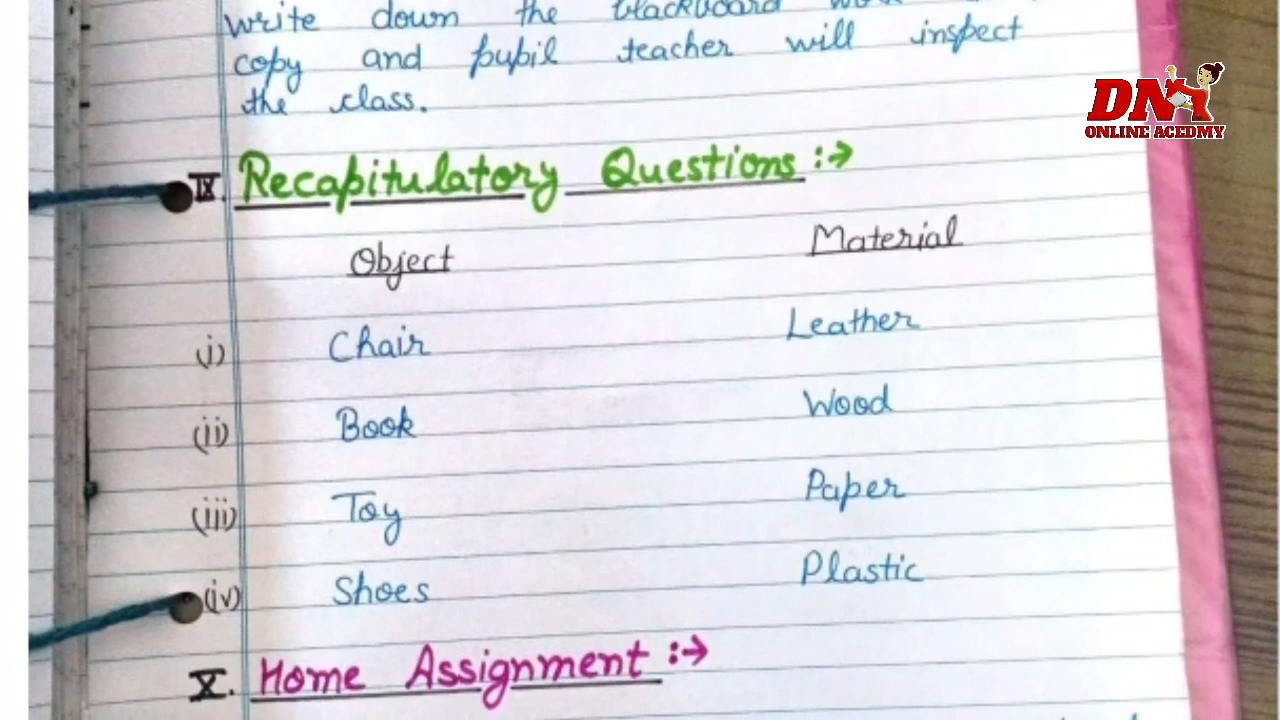 write down the blackboard
copy and pupil teacher will inspect
the class.
DN
ONLINE ACEDMY
IX. Recapitulatory Questions :→
Object Material
(i) Chair Leather
(ii) Book Wood
(iii) Toy Paper
(iv) Shoes Plastic
X. Home Assignment :→